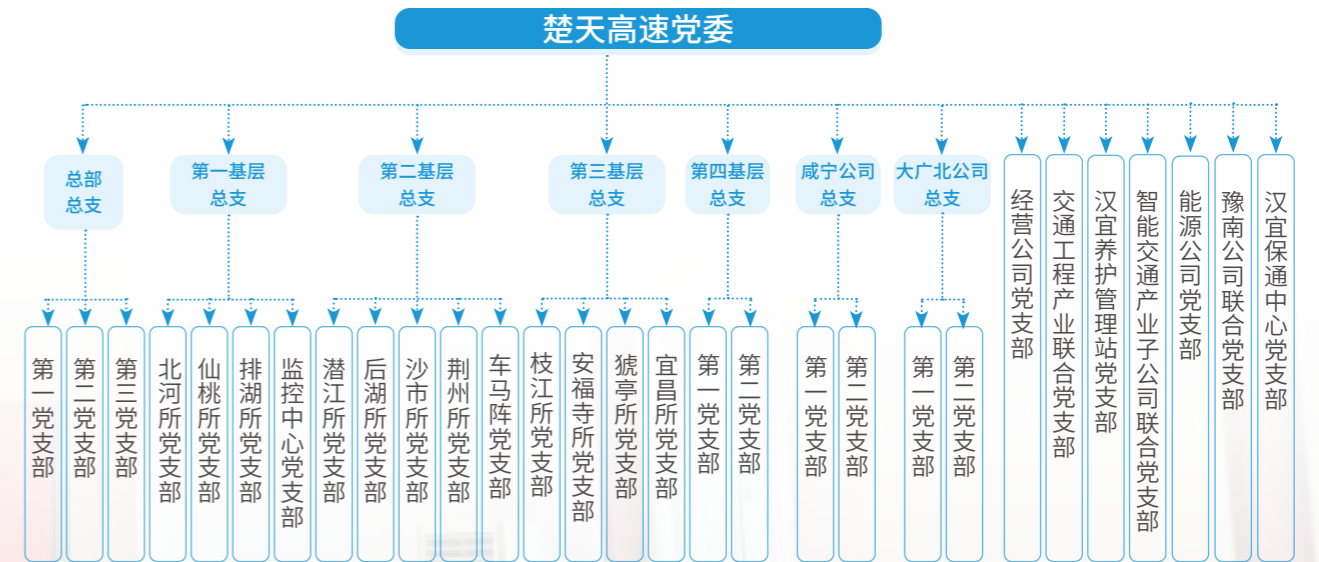 楚天高速党委
总部
总支
第一基层
总支
第二基层
总支
第三基层
总支
第四基层
总支
咸宁公司
总支
大广北公司
总支
经营公司党支部
交通工程产业联合党支部
汉宜养护管理站党支部
智能交通产业子公司联合党支部
能源公司党支部
豫南公司联合党支部
汉宜保通中心党支部
第一党支部
第二党支部
第三党支部
北河所党支部
仙桃所党支部
排湖所党支部
监控中心党支部
潜江所党支部
后湖所党支部
沙市所党支部
荆州所党支部
车马阵党支部
枝江所党支部
安福寺所党支部
猇亭所党支部
宜昌所党支部
第一党支部
第二党支部
第一党支部
第二党支部
第一党支部
第二党支部